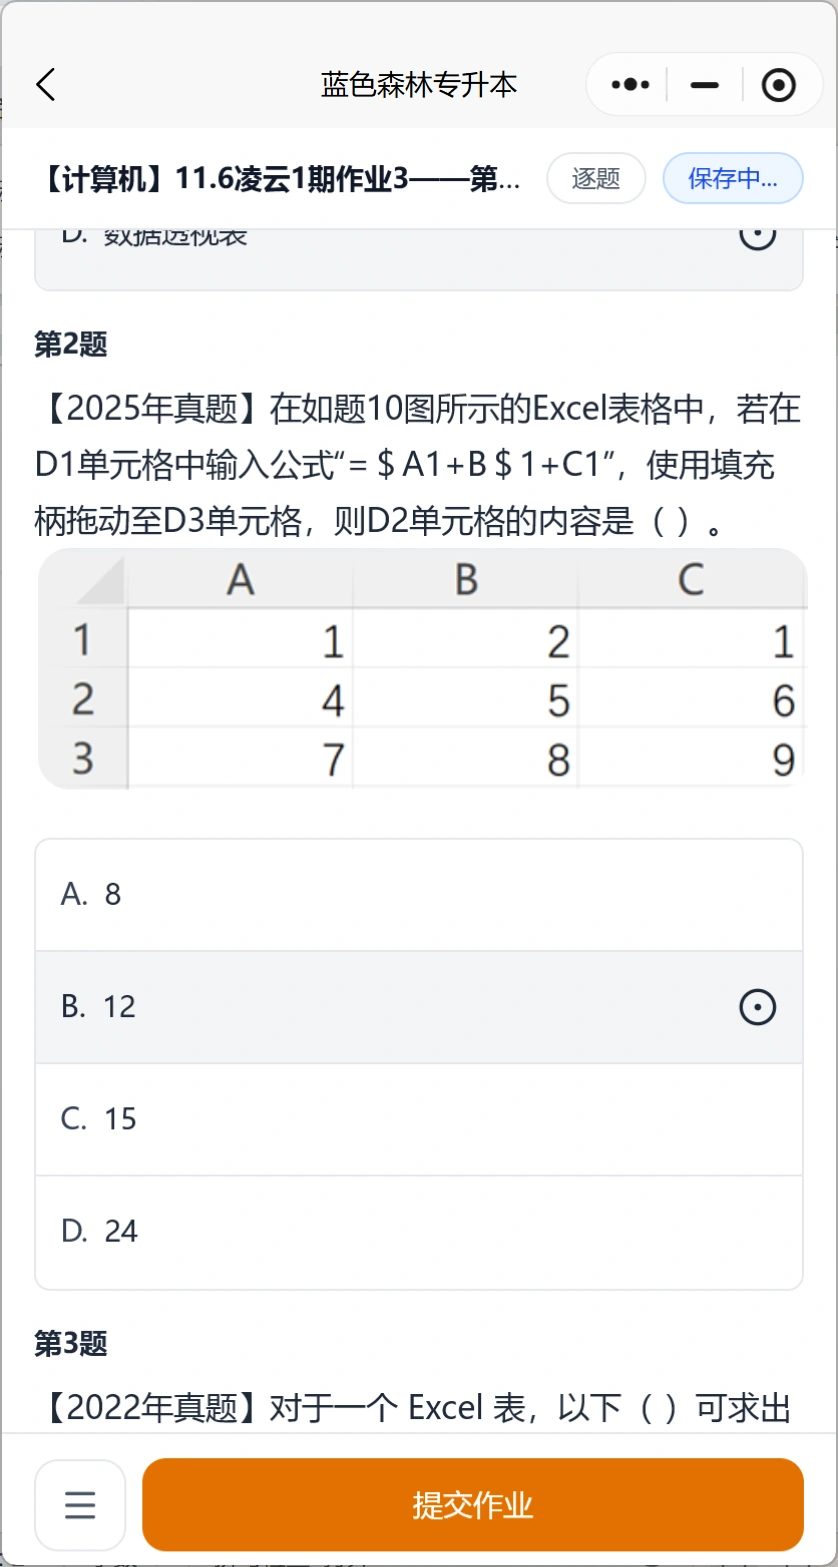 蓝色森林专升本
【计算机】11.6凌云1期作业3——第... 逐题 保存中...
D. 数据透视表
第2题
【2025年真题】在如题10图所示的Excel表格中，若在
D1单元格中输入公式“=＄A1+B＄1+C1”，使用填充
柄拖动至D3单元格，则D2单元格的内容是（ ）。
A B C
1 1 2 1
2 4 5 6
3 7 8 9
A. 8
B. 12
C. 15
D. 24
第3题
【2022年真题】对于一个 Excel 表，以下（ ）可求出
提交作业